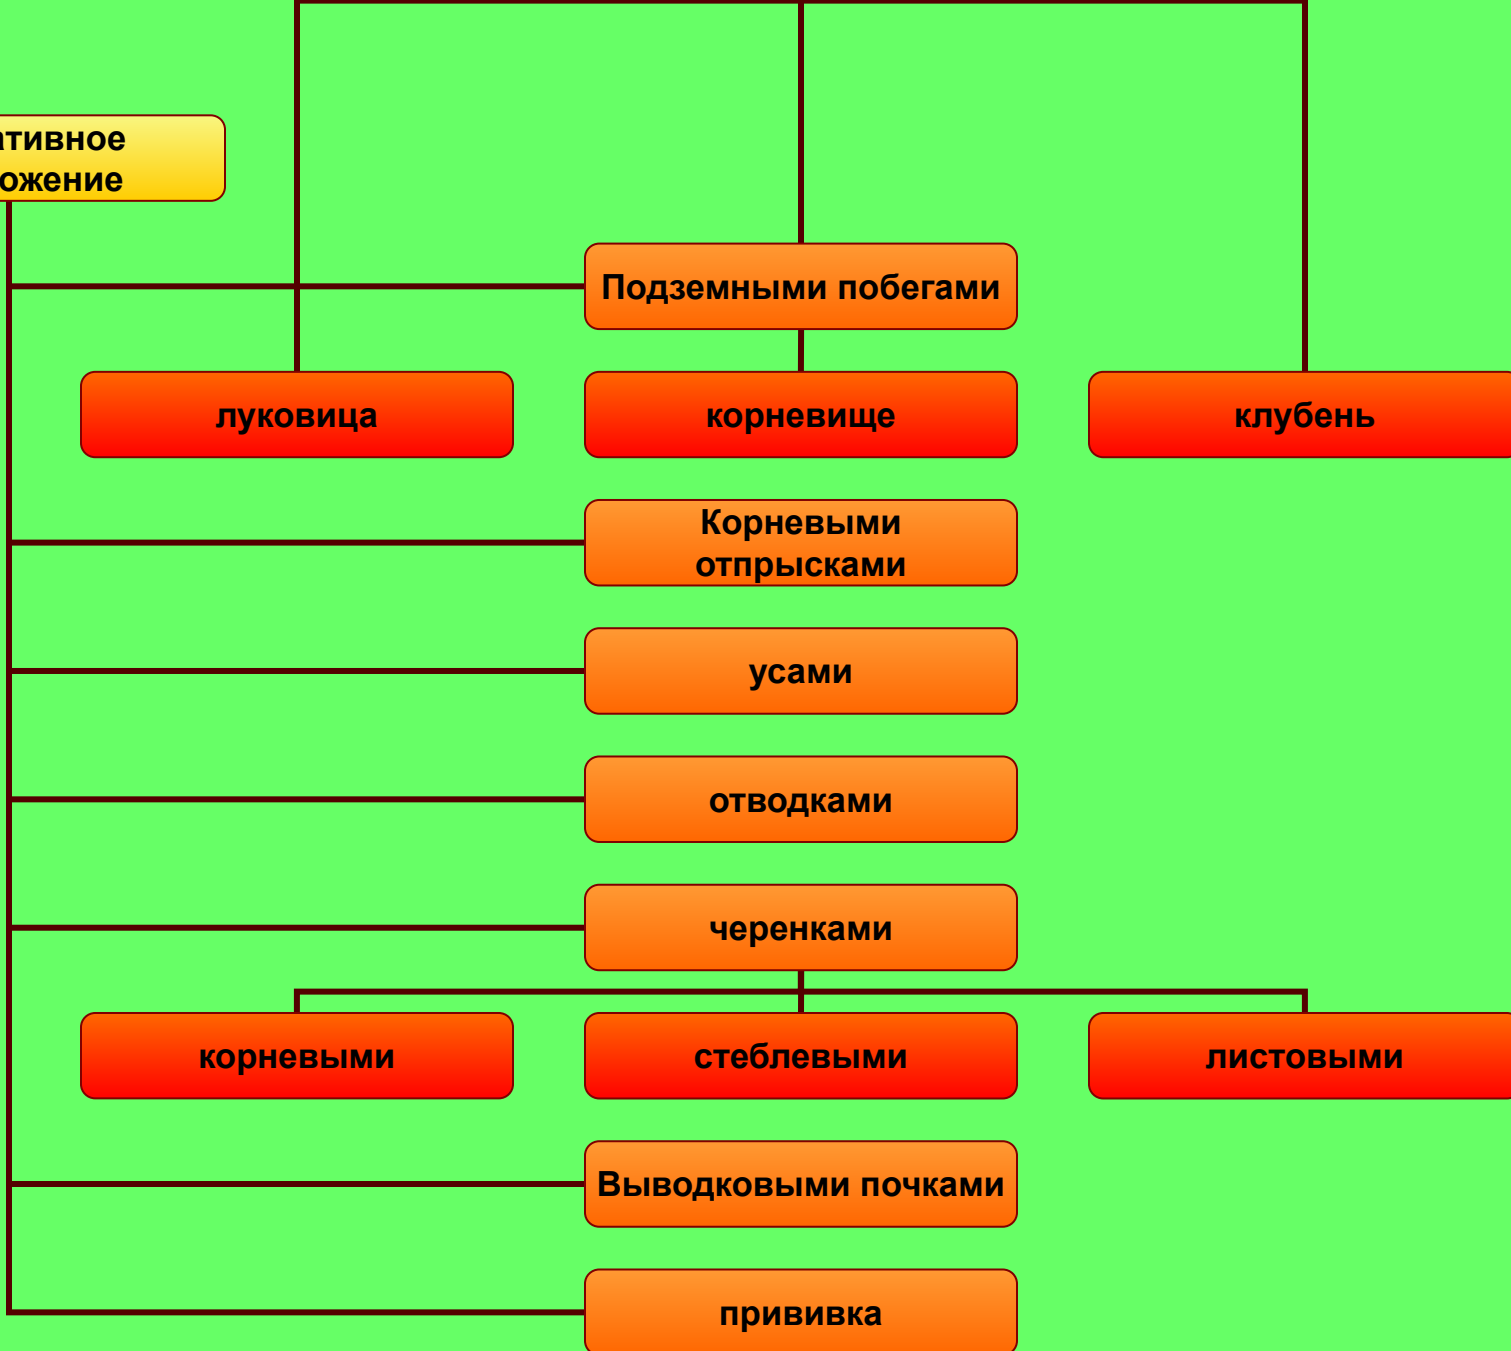 ативное
ожение
Подземными побегами
луковица
корневище
клубень
Корневыми
отпрысками
усами
отводками
черенками
корневыми
стеблевыми
листовыми
Выводковыми почками
прививка